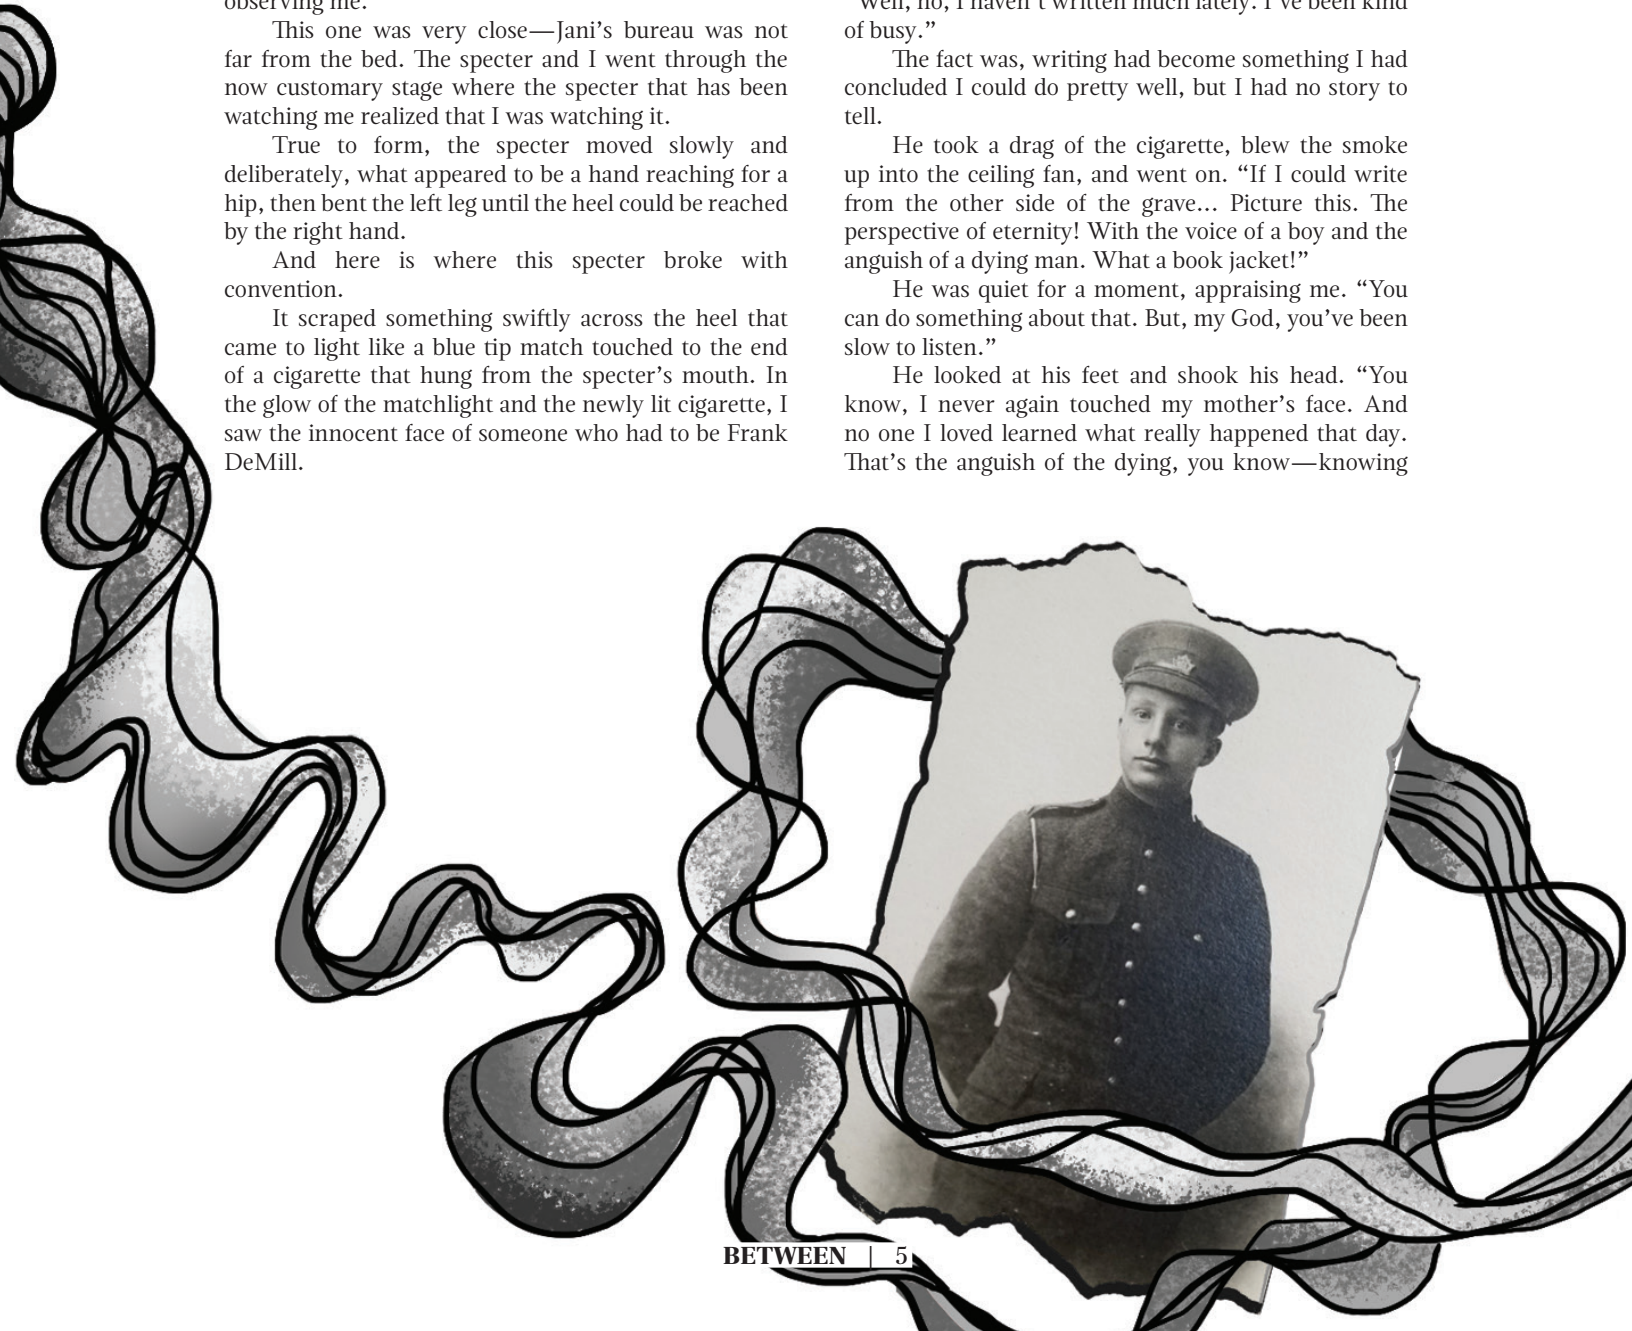 observing me.
This one was very close—Jani’s bureau was not
far from the bed. The specter and I went through the
now customary stage where the specter that has been
watching me realized that I was watching it.
True to form, the specter moved slowly and
deliberately, what appeared to be a hand reaching for a
hip, then bent the left leg until the heel could be reached
by the right hand.
And here is where this specter broke with
convention.
It scraped something swiftly across the heel that
came to light like a blue tip match touched to the end
of a cigarette that hung from the specter’s mouth. In
the glow of the matchlight and the newly lit cigarette, I
saw the innocent face of someone who had to be Frank
DeMill.
“Well, no, I haven’t written much lately. I’ve been kind
of busy.”
The fact was, writing had become something I had
concluded I could do pretty well, but I had no story to
tell.
He took a drag of the cigarette, blew the smoke
up into the ceiling fan, and went on. “If I could write
from the other side of the grave... Picture this. The
perspective of eternity! With the voice of a boy and the
anguish of a dying man. What a book jacket!”
He was quiet for a moment, appraising me. “You
can do something about that. But, my God, you’ve been
slow to listen.”
He looked at his feet and shook his head. “You
know, I never again touched my mother’s face. And
no one I loved learned what really happened that day.
That’s the anguish of the dying, you know—knowing
BETWEEN | 5